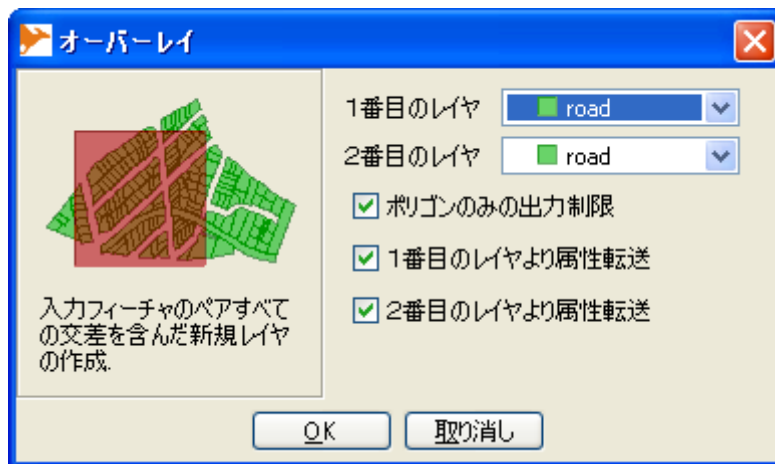 オーバーレイ
1番目のレイヤ road
2番目のレイヤ road
ポリゴンのみの出力制限
1番目のレイヤより属性転送
2番目のレイヤより属性転送
入力フィーチャのペアすべて
の交差を含んだ新規レイヤ
の作成.
OK 取り消し